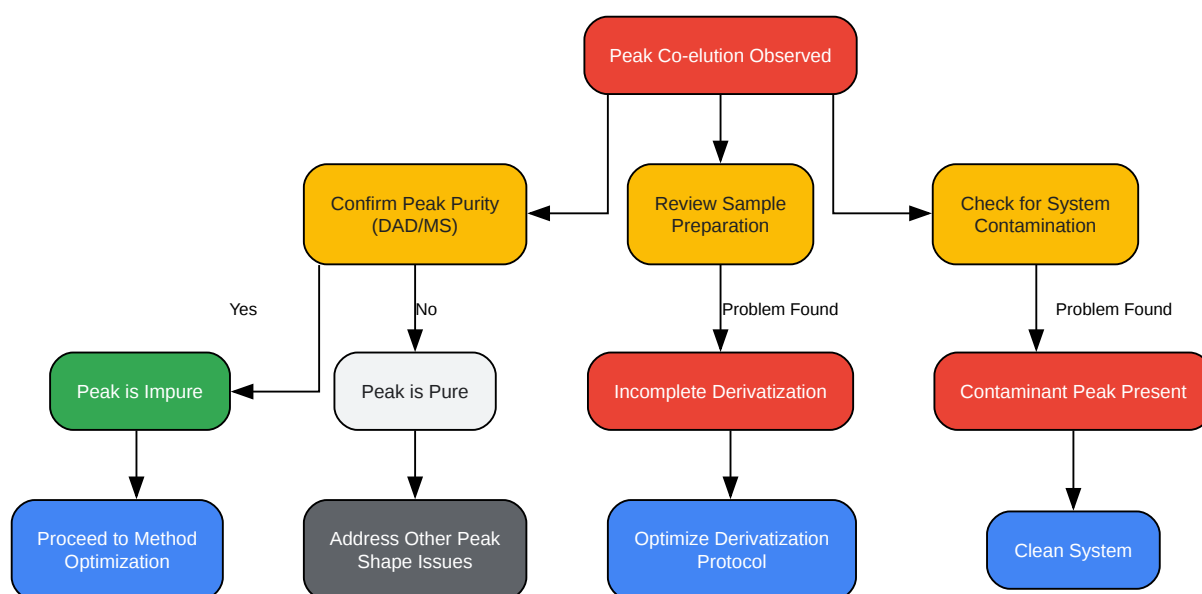 Peak Co-elution Observed
Confirm Peak Purity
(DAD/MS)
Review Sample
Preparation
Check for System
Contamination
Yes
No
Problem Found
Problem Found
Peak is Impure
Peak is Pure
Incomplete Derivatization
Contaminant Peak Present
Proceed to Method
Optimization
Address Other Peak
Shape Issues
Optimize Derivatization
Protocol
Clean System